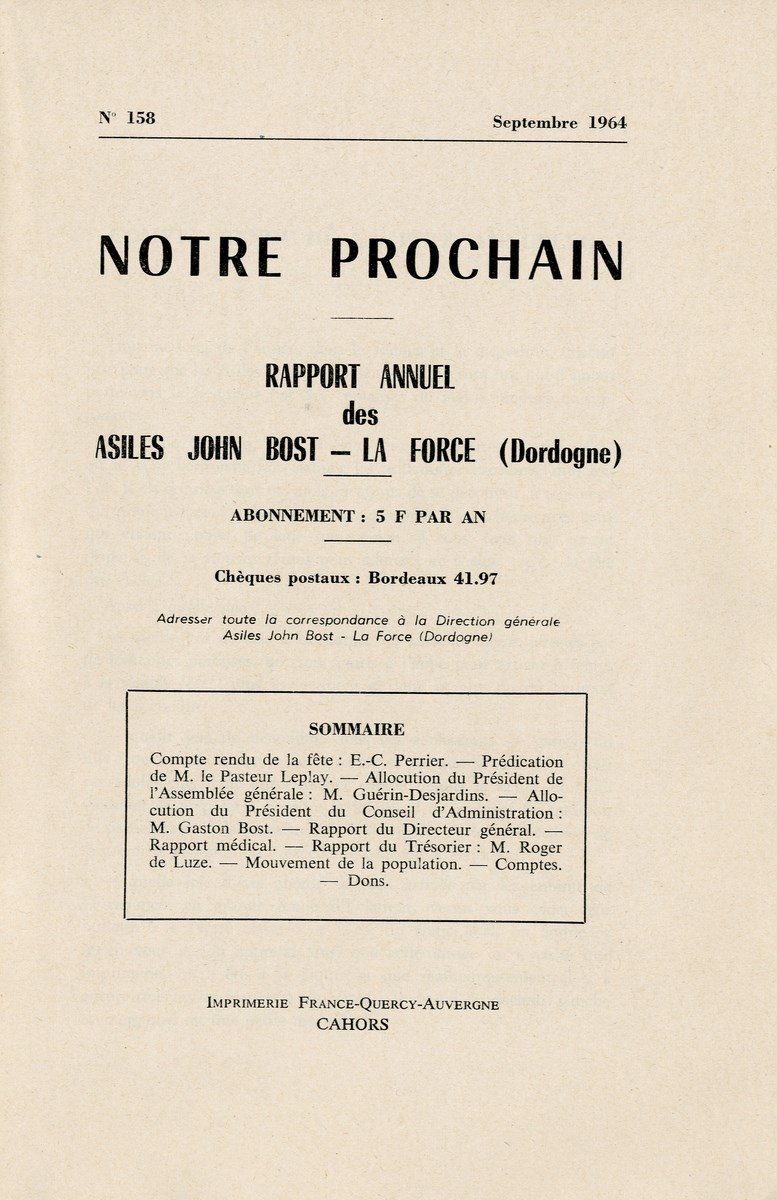 N° 158
Septembre 1964
NOTRE PROCHAIN
RAPPORT ANNUEL
des
ASILES JOHN BOST — LA FORCE (Dordogne)
ABONNEMENT : 5 F PAR AN
Chèques postaux : Bordeaux 41.97
Adresser toute la correspondance à la Direction générale
Asiles John Bost - La Force (Dordogne)
SOMMAIRE
Compte rendu de la fête : E.-C. Perrier. — Prédication
de M. le Pasteur Leplay. — Allocution du Président de
l'Assemblée générale : M. Guérin-Desjardins. — Allo-
cution du Président du Conseil d'Administration :
M. Gaston Bost. — Rapport du Directeur général. —
Rapport médical. — Rapport du Trésorier : M. Roger
de Luze. — Mouvement de la population. — Comptes.
— Dons.
IMPRIMERIE FRANCE-QUERCY-AUVERGNE
CAHORS